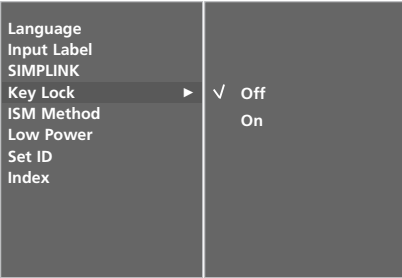 Language
Input Label
SIMPLINK
Key Lock
ISM Method
Low Power
Set ID
Index
Off
On